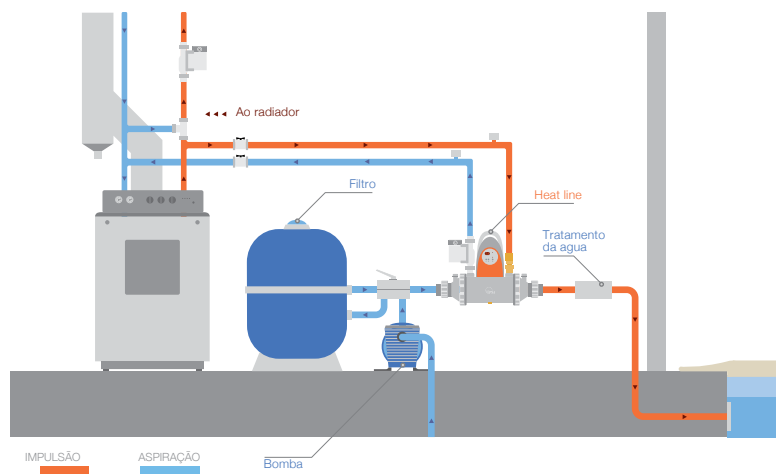 Ao radiador
Filtro
Heat line
Tratamento
da agua
IMPULSÃO
ASPIRAÇÃO
Bomba